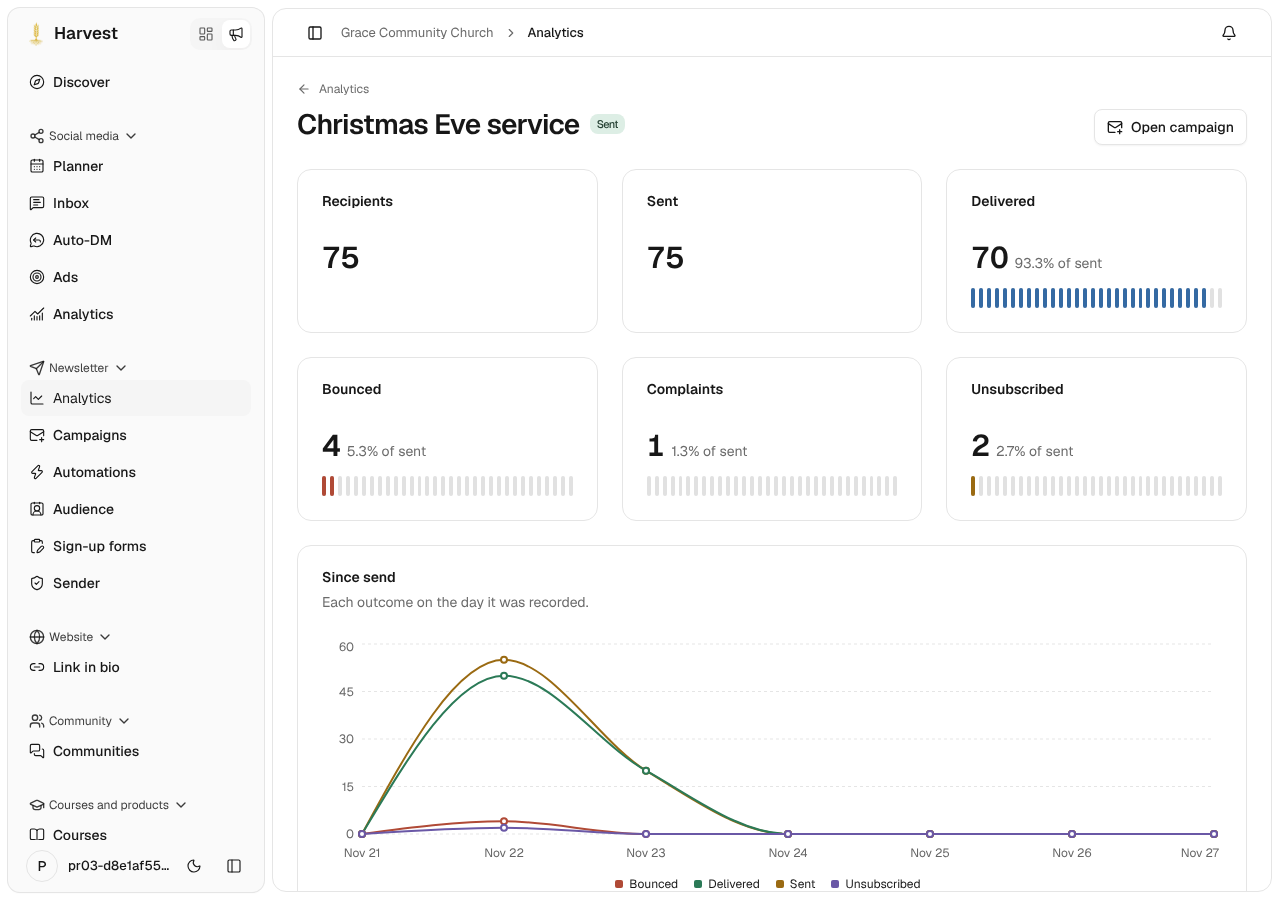 Harvest
Discover
Social media
Planner
Inbox
Auto-DM
Ads
Analytics
Newsletter
Analytics
Campaigns
Automations
Audience
Sign-up forms
Sender
Website
Link in bio
Community
Communities
Courses and products
Courses
P pr03-d8e1af55...
Grace Community Church > Analytics
← Analytics
Christmas Eve service Sent
Open campaign
Recipients
75
Sent
75
Delivered
70 93.3% of sent
Bounced
4 5.3% of sent
Complaints
1 1.3% of sent
Unsubscribed
2 2.7% of sent
Since send
Each outcome on the day it was recorded.
60
45
30
15
0
Nov 21 Nov 22 Nov 23 Nov 24 Nov 25 Nov 26 Nov 27
Bounced Delivered Sent Unsubscribed